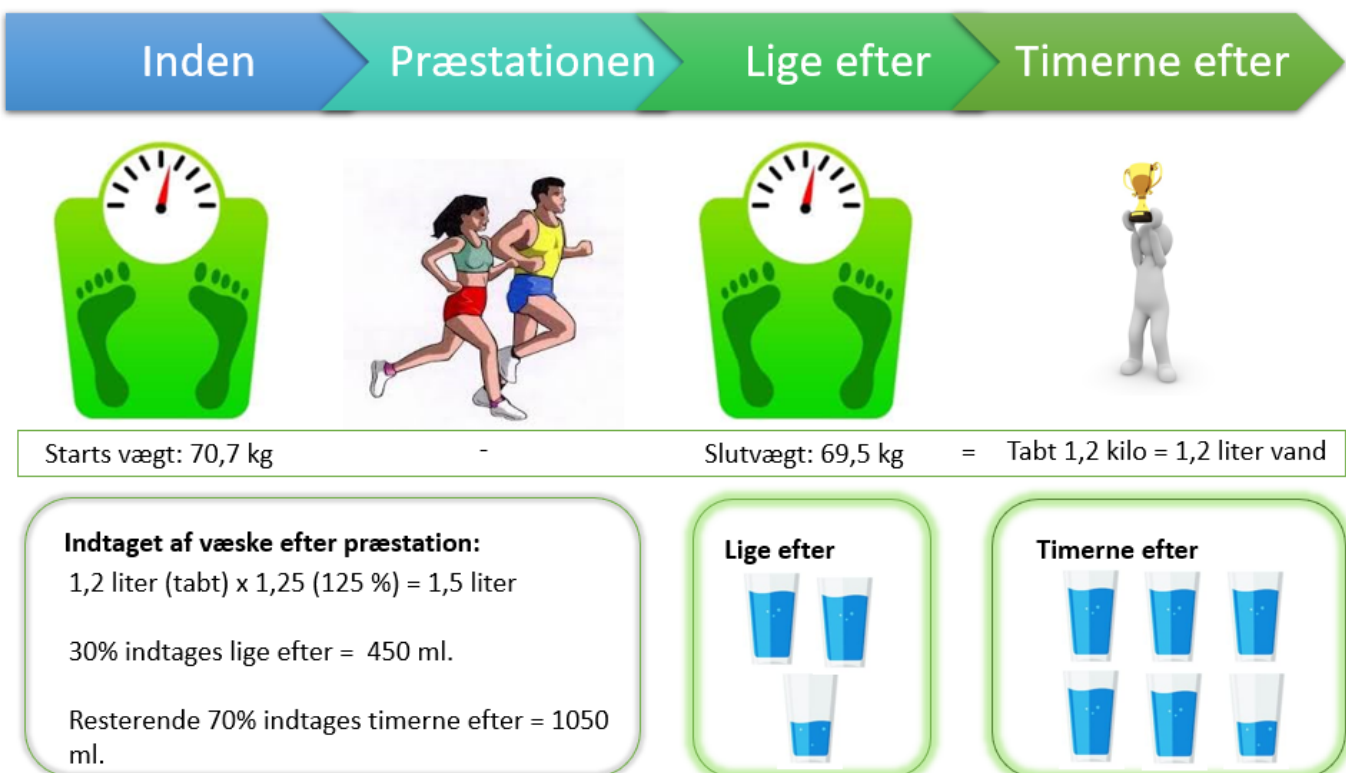 Inden
Præstationen
Lige efter
Timerne efter
Starts vægt: 70,7 kg - Slutvægt: 69,5 kg = Tabt 1,2 kilo = 1,2 liter vand
Indtaget af væske efter præstation:
1,2 liter (tabt) x 1,25 (125 %) = 1,5 liter
30% indtages lige efter = 450 ml.
Resterende 70% indtages timerne efter = 1050
ml.
Lige efter
Timerne efter